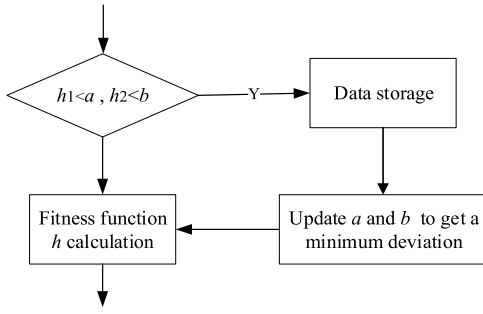 h1<a , h2<b
Y
Data storage
Fitness function
h calculation
Update a and b to get a
minimum deviation